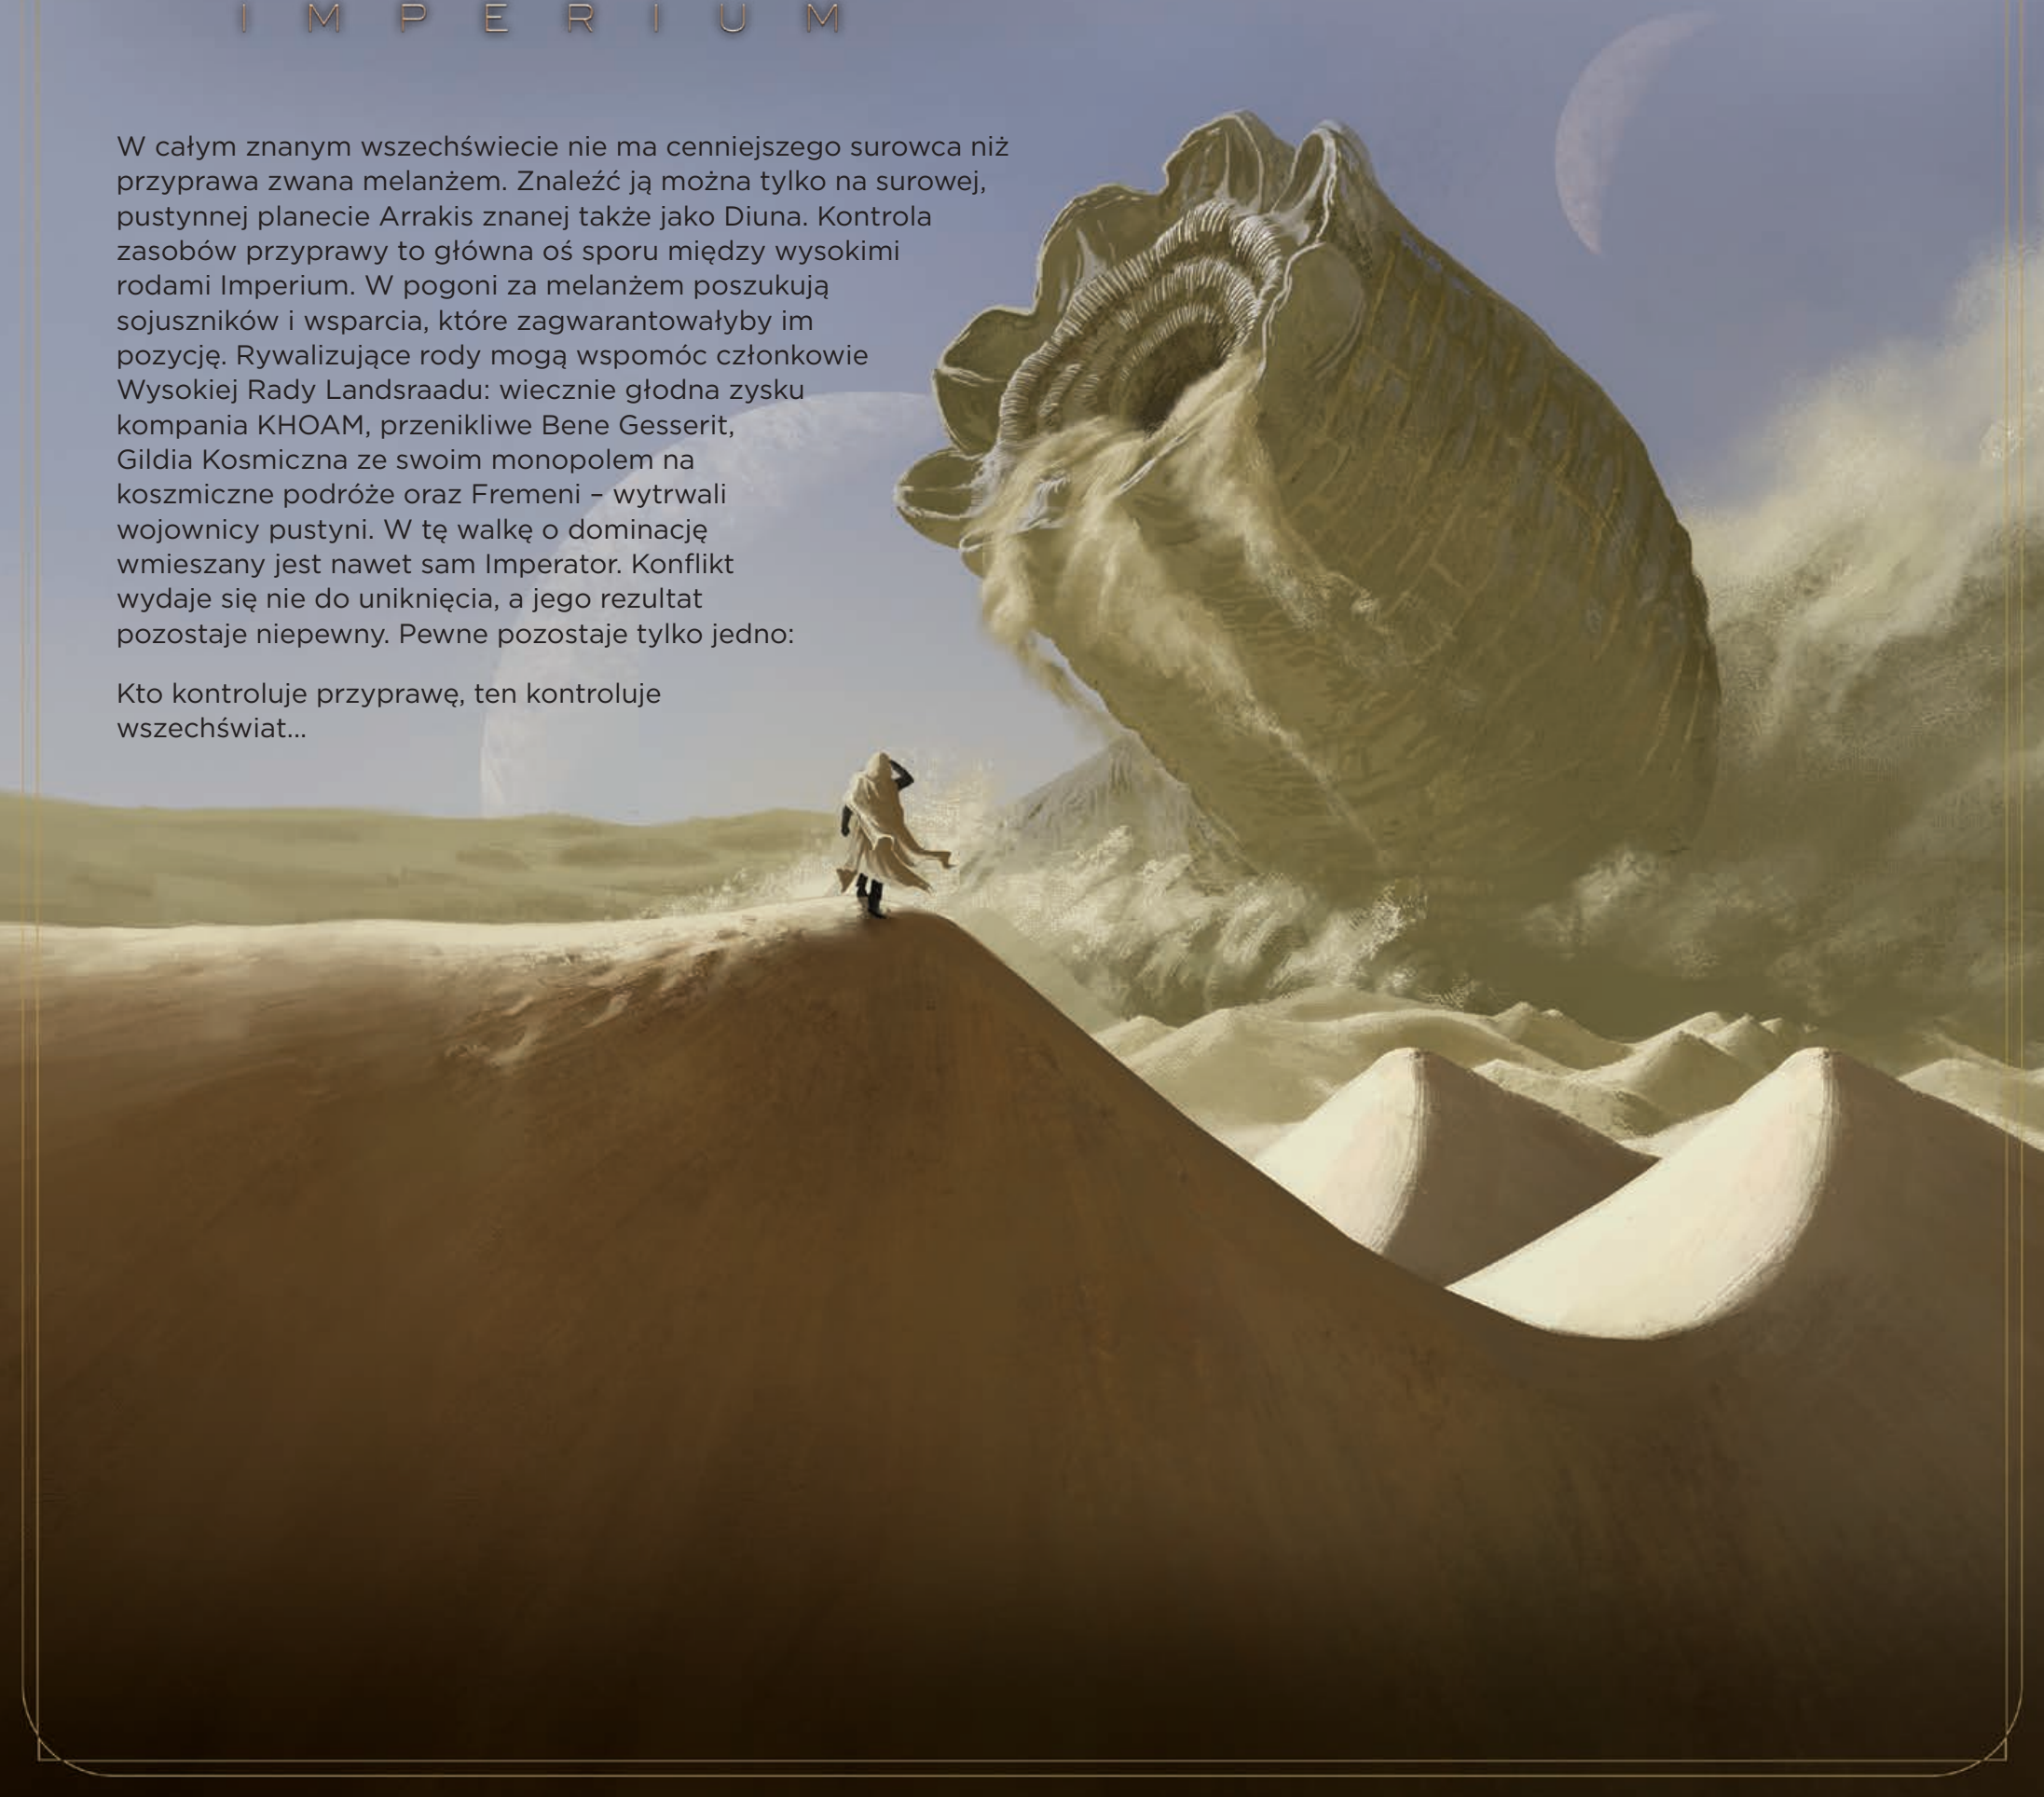 IMPERIUM
W całym znanym wszechświecie nie ma cenniejszego surowca niż
przyprawa zwana melanżem. Znaleźć ją można tylko na surowej,
pustynnej planecie Arrakis znanej także jako Diuna. Kontrola
zasobów przyprawy to główna oś sporu między wysokimi
rodami Imperium. W pogoni za melanżem poszukują
sojuszników i wsparcia, które zagwarantowałyby im
pozycję. Rywalizujące rody mogą wspomóc członkowie
Wysokiej Rady Landsraadu: wiecznie głodna zysku
kompania KHOAM, przenikliwe Bene Gesserit,
Gildia Kosmiczna ze swoim monopolem na
koszmiczne podróże oraz Fremeni – wytrwali
wojownicy pustyni. W tę walkę o dominację
wmieszany jest nawet sam Imperator. Konflikt
wydaje się nie do uniknięcia, a jego rezultat
pozostaje niepewny. Pewne pozostaje tylko jedno:
Kto kontroluje przyprawę, ten kontroluje
wszechświat...